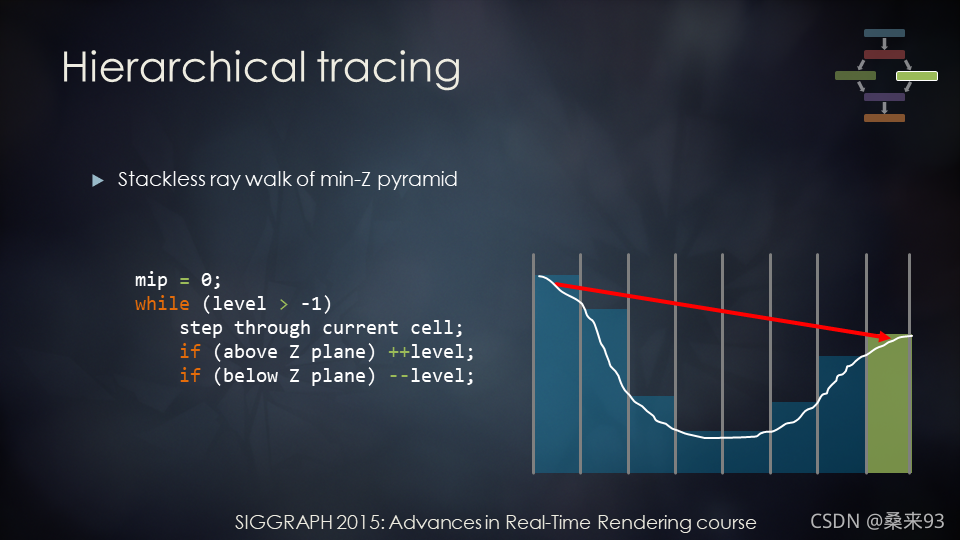 Hierarchical tracing
Stackless ray walk of min-Z pyramid
mip = 0;
while (level > -1)
step through current cell;
if (above Z plane) ++level;
if (below Z plane) --level;
SIGGRAPH 2015: Advances in Real-Time Rendering course
CSDN @桑来93